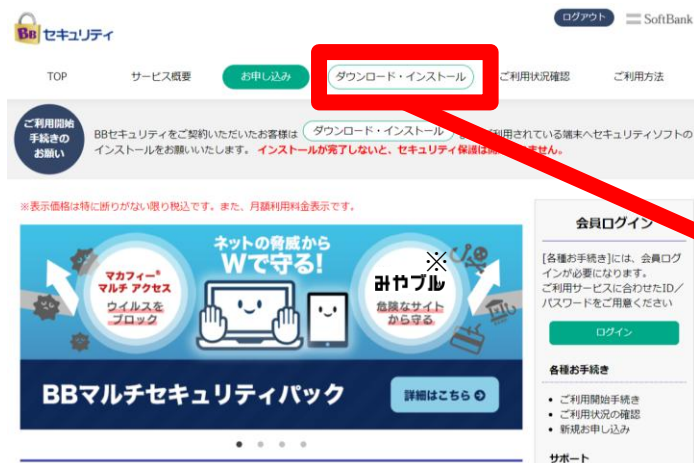 BB セキュリティ
ログアウト SoftBank
TOP サービス概要 お申し込み ダウンロード・インストール ご利用状況確認 ご利用方法
ご利用開始
手続きの
お願い
BBセキュリティをご契約いただいたお客様は ダウンロード・インストール 利用されている端末へセキュリティソフトの
インストールをお願いいたします。 インストールが完了しないと、セキュリティ保護は ません。
※表示価格は特に断りがない限り税込です。また、月額利用料金表示です。
ネットの脅威から
Wで守る!
マカフィー®
マルチ アクセス
ウイルスを
ブロック
※
みやブル
危険なサイト
から守る
BBマルチセキュリティパック
詳細はこちら
会員ログイン
[各種お手続き]には、会員ログ
インが必要になります。
ご利用サービスに合わせたID/
パスワードをご用意ください
ログイン
各種お手続き
• ご利用開始手続き
• ご利用状況の確認
• 新規お申し込み
サポート